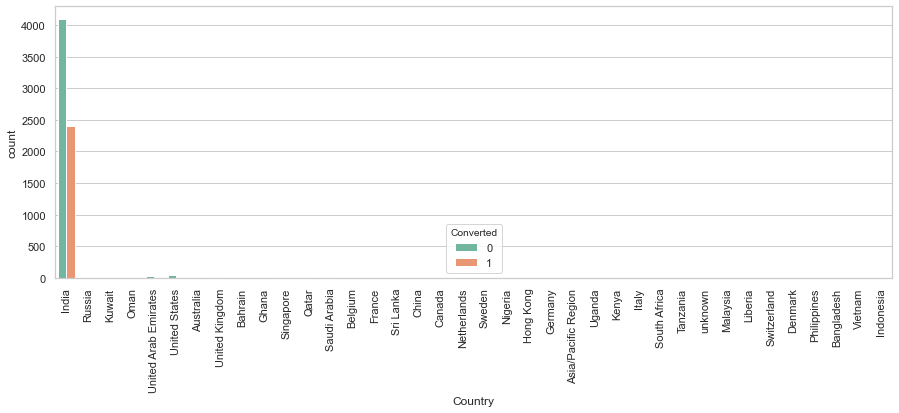 4000
3500
3000
2500
2000
1500
1000
500
0
count
Converted
0
1
India
Russia
Kuwait
Oman
United Arab Emirates
United States
Australia
United Kingdom
Bahrain
Ghana
Singapore
Qatar
Saudi Arabia
Belgium
France
Sri Lanka
China
Canada
Netherlands
Sweden
Nigeria
Hong Kong
Germany
Asia/Pacific Region
Uganda
Kenya
Italy
South Africa
Tanzania
unknown
Malaysia
Liberia
Switzerland
Denmark
Philippines
Bangladesh
Vietnam
Indonesia
Country